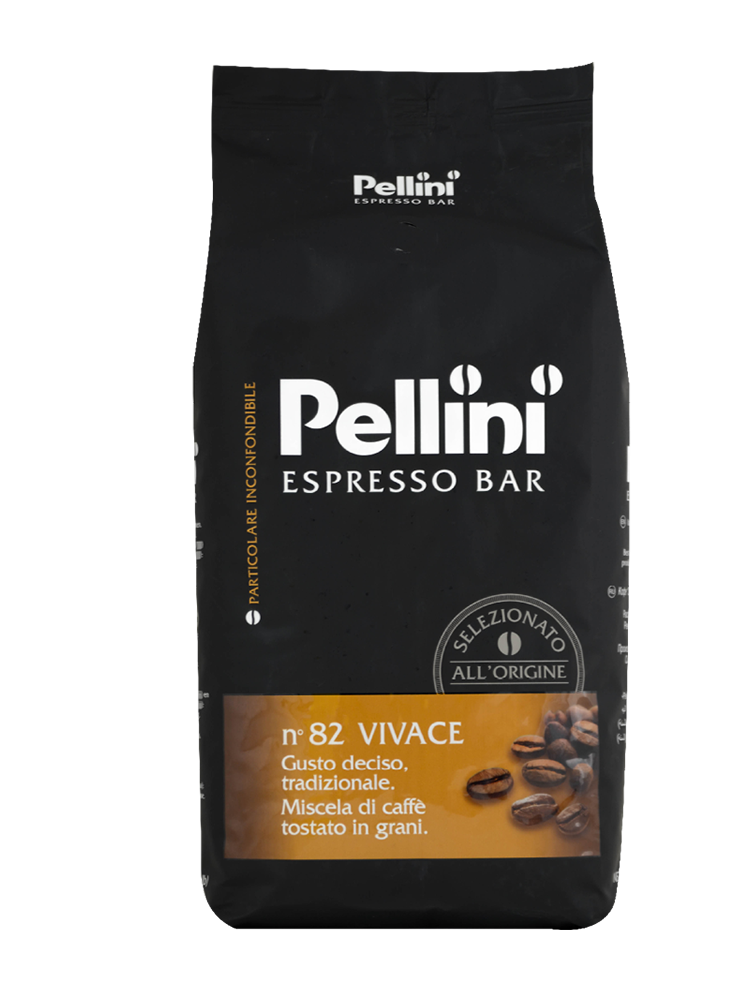 Pellini
ESPRESSO BAR
Pellini
ESPRESSO BAR
PARTICOLARE INCONFONDIBILE
SELEZIONATO
ALL'ORIGINE
n° 82 VIVACE
Gusto deciso,
tradizionale.
Miscela di caffè
tostato in grani.